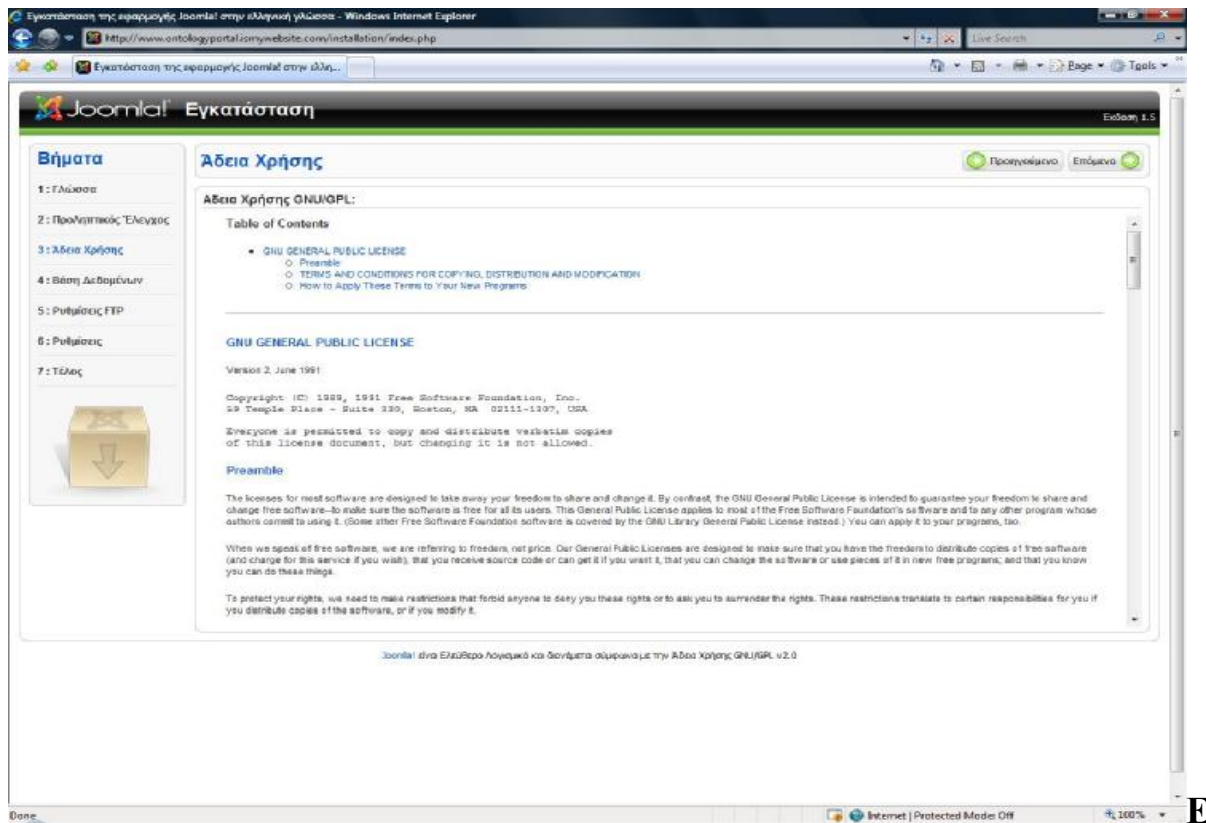 Εγκατάσταση της εφαρμογής Joomla! στην ελληνική γλώσσα - Windows Internet Explorer
http://www.ontologyportal.ismywebsite.com/installation/index.php
Live Search
Εγκατάσταση της εφαρμογής Joomla! στην ελλη...
Page
Tools
Joomla! Εγκατάσταση
Εκδοση 1.5
Βήματα
1 : Γλώσσα
2 : Προληπτικός Έλεγχος
3 : Άδεια Χρήσης
4 : Βάση Δεδομένων
5 : Ρυθμίσεις FTP
6 : Ρυθμίσεις
7 : Τέλος
Άδεια Χρήσης
Προηγούμενο
Επόμενο
Αδεια Χρήσης GNU/GPL:
Table of Contents
GNU GENERAL PUBLIC LICENSE
Preamble
TERMS AND CONDITIONS FOR COPYING, DISTRIBUTION AND MODIFICATION
How to Apply These Terms to Your New Programs
GNU GENERAL PUBLIC LICENSE
Version 2, June 1991
Copyright (C) 1989, 1991 Free Software Foundation, Inc.
59 Temple Place - Suite 330, Boston, MA 02111-1307, USA
Everyone is permitted to copy and distribute verbatim copies
of this license document, but changing it is not allowed.
Preamble
The licenses for most software are designed to take away your freedom to share and change it. By contrast, the GNU General Public License is intended to guarantee your freedom to share and
change free software--to make sure the software is free for all its users. This General Public License applies to most of the Free Software Foundation's software and to any other program whose
authors commit to using it. (Some other Free Software Foundation software is covered by the GNU Library General Public License instead.) You can apply it to your programs, too.
When we speak of free software, we are referring to freedom, not price. Our General Public Licenses are designed to make sure that you have the freedom to distribute copies of free software
(and charge for this service if you wish), that you receive source code or can get it if you want it, that you can change the software or use pieces of it in new free programs; and that you know
you can do these things.
To protect your rights, we need to make restrictions that forbid anyone to deny you these rights or to ask you to surrender the rights. These restrictions translate to certain responsibilities for you if
you distribute copies of the software, or if you modify it.
Joomla! είναι Ελεύθερο Λογισμικό και διανέμεται σύμφωνα με την Άδεια Χρήσης GNU/GPL v2.0
Done
Internet | Protected Mode: Off
100%
Ε